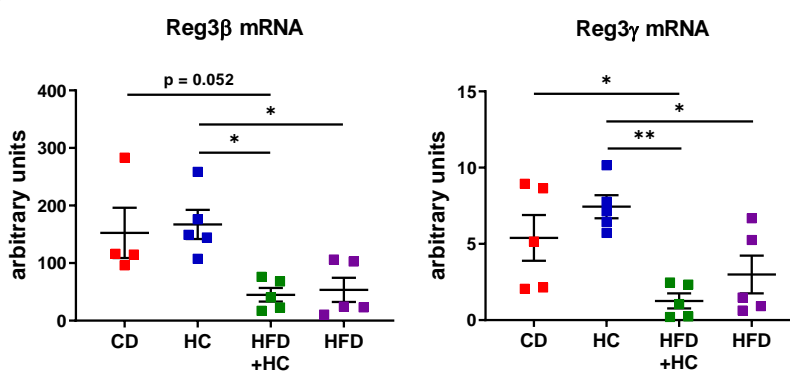 Reg3β mRNA
p = 0.052
*
*
400
300
200
100
0
arbitrary units
CD
HC
HFD
+HC
HFD
Reg3γ mRNA
*
*
**
15
10
5
0
arbitrary units
CD
HC
HFD
+HC
HFD